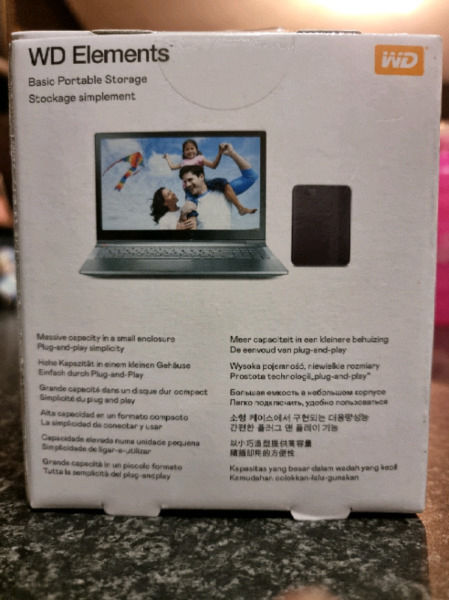 WD Elements™
WD
Basic Portable Storage
Stockage simplement
Massive capacity in a small enclosure
Plug-and-play simplicity
Hohe Kapazität in einem kleinen Gehäuse
Einfach durch Plug-and-Play
Grande capacité dans un disque dur compact
Simplicité du plug and play
Alta capacidad en un formato compacto
La simplicidad de conectar y usar
Capacidade elevada numa unidade pequena
Simplicidade de ligar-e-utilizar
Grande capacità in un piccolo formato
Tutta la semplicità del plug-and-play
Meer capaciteit in een kleinere behuizing
De eenvoud van plug-and-play
Wysoka pojemność, niewielkie rozmiary
Prostota technologii „plug-and-play”
Большая емкость в небольшом корпусе
Легко подключить, удобно пользоваться
소형 케이스에서 구현되는 대용량성능
간편한 플러그 앤 플레이 기능
以小巧造型提供高容量
隨插即用的方便性
Kapasitas yang besar dalam wadah yang kecil
Kemudahan colokkan-lalu-gunakan